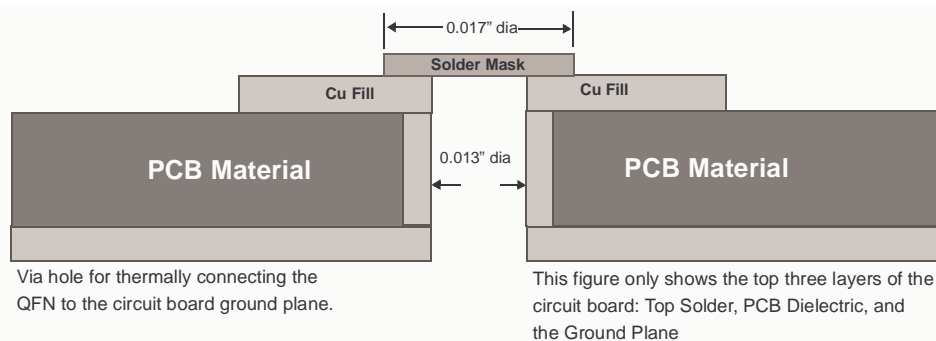 0.017” dia
Solder Mask
Cu Fill
Cu Fill
PCB Material
0.013” dia
PCB Material
Via hole for thermally connecting the
QFN to the circuit board ground plane.
This figure only shows the top three layers of the
circuit board: Top Solder, PCB Dielectric, and
the Ground Plane